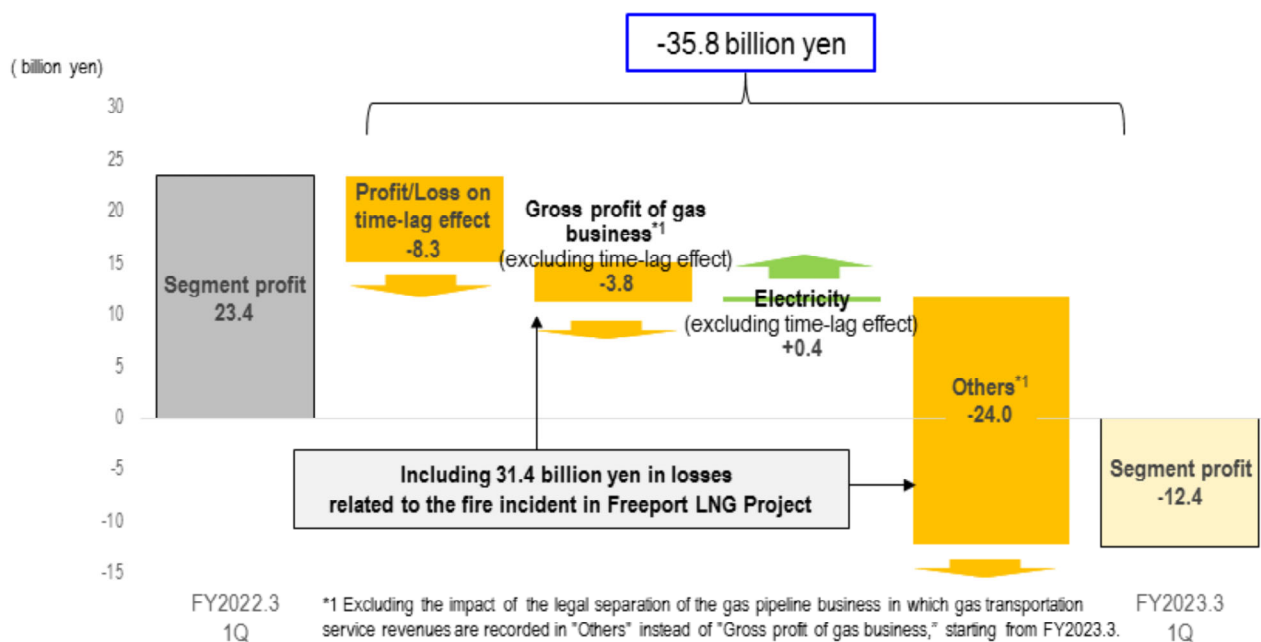 -35.8 billion yen
( billion yen)
30
25
20
15
10
5
0
-5
-10
-15
Segment profit
23.4
Profit/Loss on
time-lag effect
-8.3
Gross profit of gas
business*1
(excluding time-lag effect)
-3.8
Electricity
(excluding time-lag effect)
+0.4
Others*1
-24.0
Segment profit
-12.4
Including 31.4 billion yen in losses
related to the fire incident in Freeport LNG Project
FY2022.3
1Q
*1 Excluding the impact of the legal separation of the gas pipeline business in which gas transportation
service revenues are recorded in "Others" instead of "Gross profit of gas business," starting from FY2023.3.
FY2023.3
1Q